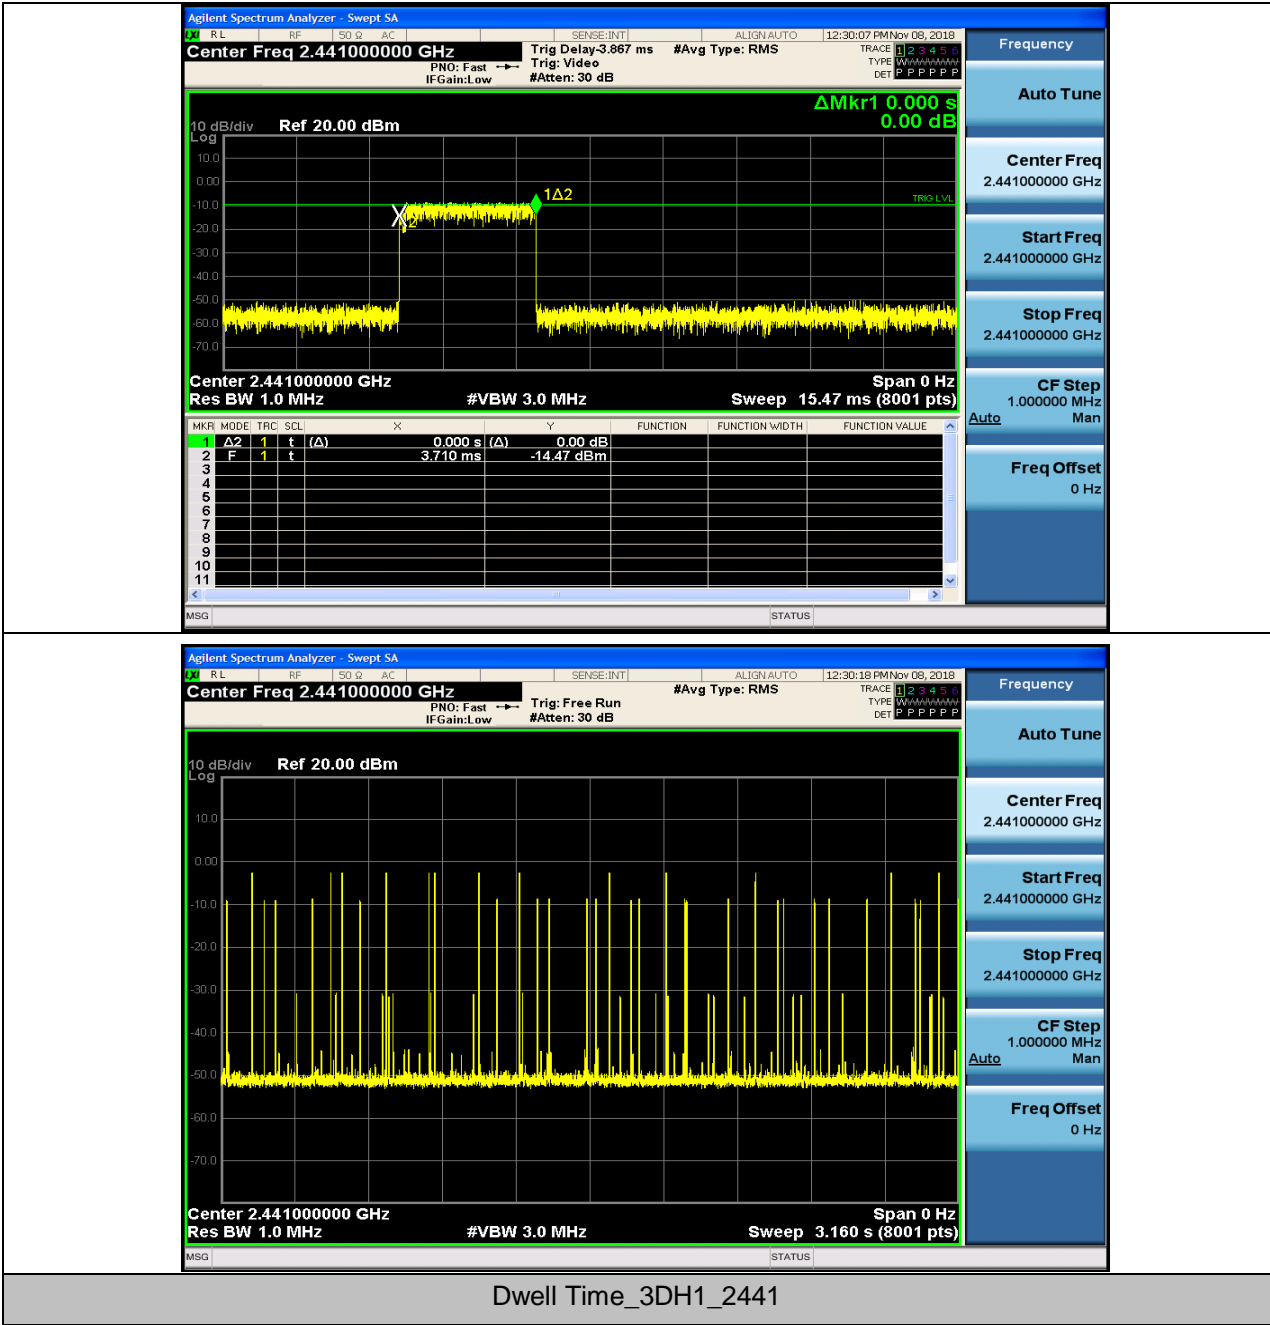 Agilent Spectrum Analyzer - Swept SA
LXI RL RF 50 Ω AC SENSE:INT ALIGN AUTO 12:30:07 PM Nov 08, 2018
Center Freq 2.441000000 GHz
PNO: Fast
IFGain:Low
Trig Delay-3.867 ms
Trig: Video
#Atten: 30 dB
#Avg Type: RMS
TRACE 1 2 3 4 5 6
TYPE W
DET P P P P P P
ΔMkr1 0.000 s
0.00 dB
10 dB/div
Log
Ref 20.00 dBm
10.0
0.00
-10.0
-20.0
-30.0
-40.0
-50.0
-60.0
-70.0
1Δ2
2
TRIG LVL
Center 2.441000000 GHz
Span 0 Hz
Res BW 1.0 MHz
#VBW 3.0 MHz
Sweep 15.47 ms (8001 pts)
MKR MODE TRC SCL X Y FUNCTION FUNCTION WIDTH FUNCTION VALUE
1 Δ2 1 t (Δ) 0.000 s (Δ) 0.00 dB
2 F 1 t 3.710 ms -14.47 dBm
3
4
5
6
7
8
9
10
11
MSG STATUS
Frequency
Auto Tune
Center Freq
2.441000000 GHz
Start Freq
2.441000000 GHz
Stop Freq
2.441000000 GHz
CF Step
1.000000 MHz
Auto Man
Freq Offset
0 Hz
Agilent Spectrum Analyzer - Swept SA
LXI RL RF 50 Ω AC SENSE:INT ALIGN AUTO 12:30:18 PM Nov 08, 2018
Center Freq 2.441000000 GHz
PNO: Fast
IFGain:Low
Trig: Free Run
#Atten: 30 dB
#Avg Type: RMS
TRACE 1 2 3 4 5 6
TYPE W
DET P P P P P P
10 dB/div
Log
Ref 20.00 dBm
10.0
0.00
-10.0
-20.0
-30.0
-40.0
-50.0
-60.0
-70.0
Center 2.441000000 GHz
Span 0 Hz
Res BW 1.0 MHz
#VBW 3.0 MHz
Sweep 3.160 s (8001 pts)
MSG STATUS
Frequency
Auto Tune
Center Freq
2.441000000 GHz
Start Freq
2.441000000 GHz
Stop Freq
2.441000000 GHz
CF Step
1.000000 MHz
Auto Man
Freq Offset
0 Hz
Dwell Time_3DH1_2441